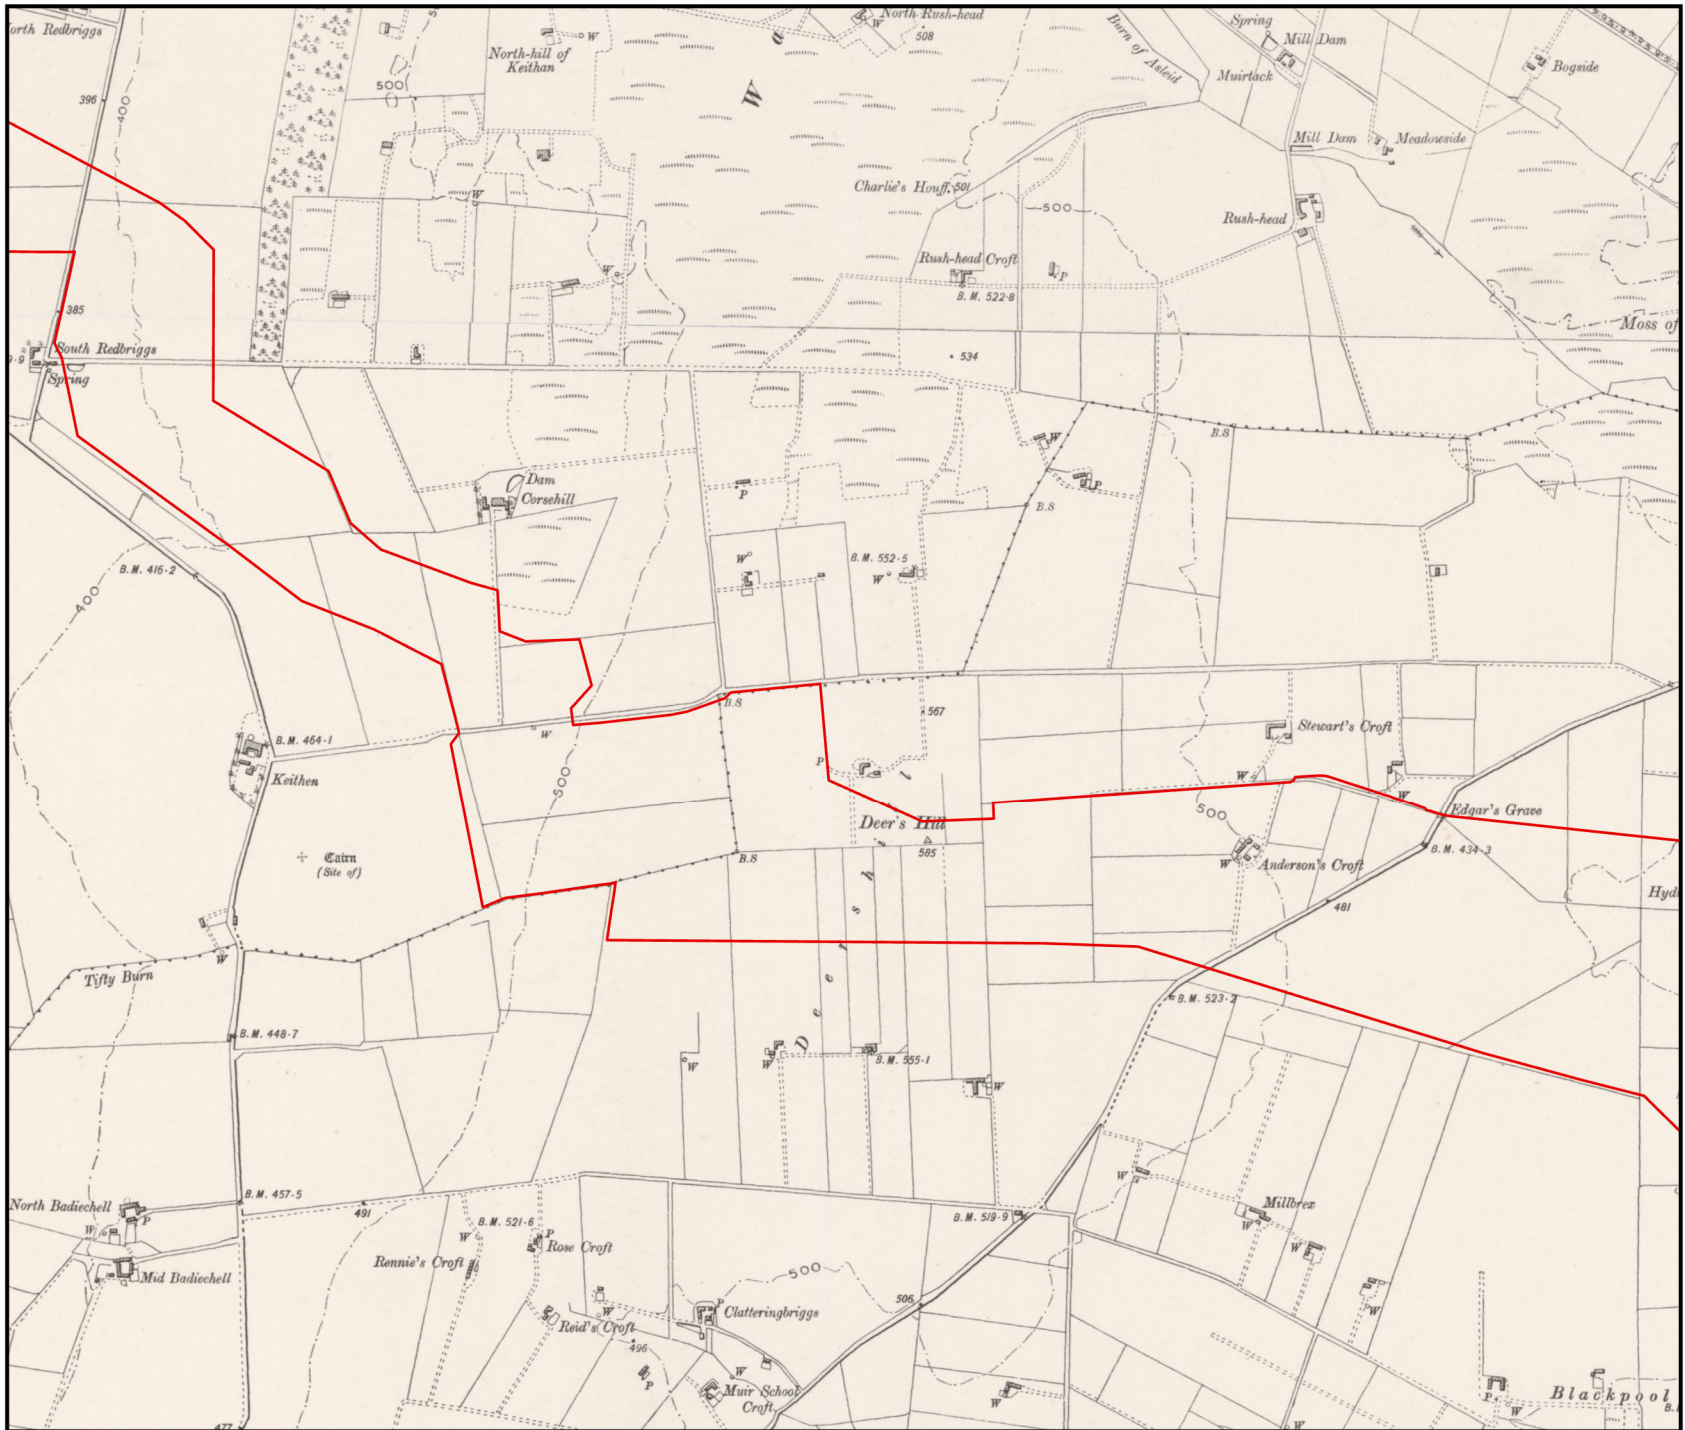 orth Redbriggs
North-hill of
Keithan
W
500
500
396
400
W
a
North Rush-head
W
508
Burn of
Asleid
Spring
Mill Dam
Muirtack
Bogside
Mill Dam
Meadowside
Charlie's Houff
501
500
Rush-head
W
W
Rush-head Croft
P
B.M. 522·8
385
South Redbriggs
9·9
Spring
534
Moss of
B.S
W
P
B.S
Dam
Corsehill
P
W
B.M. 552·5
W
B.M. 416·2
400
B.S
567
Stewart's Croft
W
W
B.M. 464·1
Keithen
W
500
P
Deer's Hill
585
500
Edgar's Grave
B.M. 434·3
Anderson's Croft
W
Cairn
(Site of)
B.S
Hyd
481
D e e r i s h i l l
Tifty Burn
W
B.M. 448·7
B.M. 523·2
W
W
B.M. 555·1
W
W
North Badiechell
P
W
Mid Badiechell
B.M. 457·5
491
B.M. 521·6
W
P
Rose Croft
Rennie's Croft
B.M. 519·9
Millbrex
W
W
500
506
W
Reid's Croft
496
P
P
Clatteringbriggs
W
Muir School
Croft
W
W
P
W
Blackpool
B.
W
477